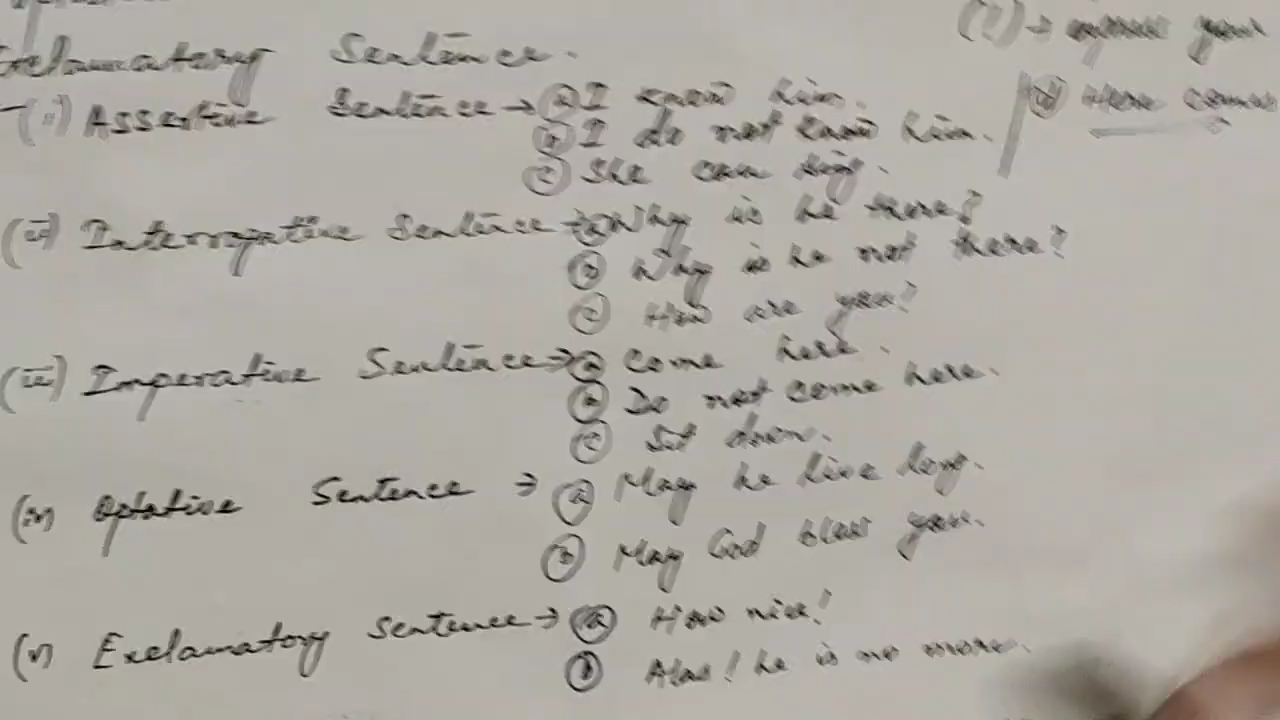 Exclamatory Sentence.
(i) Assertive Sentence → (a) I know him.
(b) I do not know him.
(c) She can sing.
(ii) Interrogative Sentence → (a) Why is he there?
(b) Why is he not there?
(c) How are you?
(iii) Imperative Sentence → (a) Come here.
(b) Do not come here.
(c) Sit down.
(iv) Optative Sentence → (a) May he live long.
(b) May God bless you.
(v) Exclamatory Sentence → (a) How nice!
(b) Alas! he is no more.
(!) →
Here comes